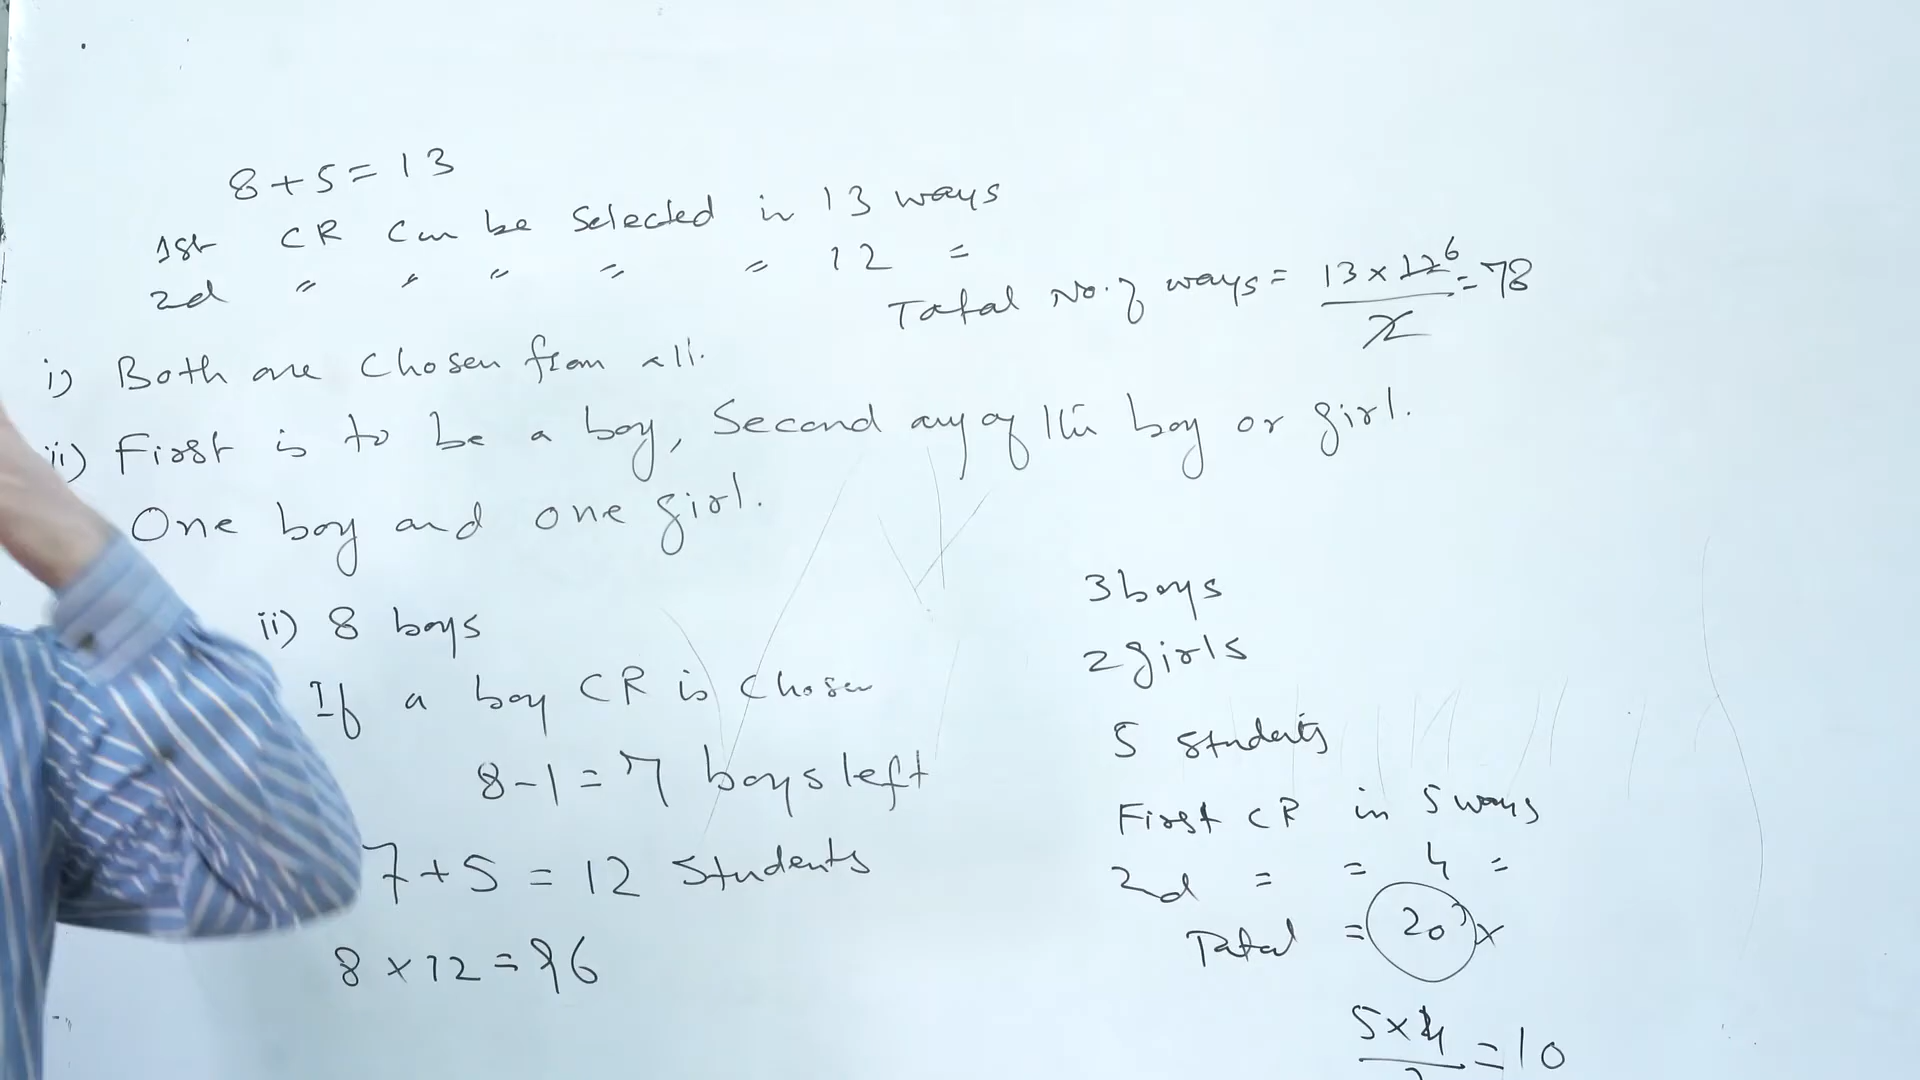 8+5=13
1st CR Can be Selected in 13 ways
2d " " " " " 12 =
Total No. of ways = 13 × 12 6 / 2 = 78
i) Both are Chosen from all.
ii) First is to be a boy, Second any of the boy or girl.
One boy and one girl.
ii) 8 boys
If a boy CR is Chosen
8-1=7 boys left
7+5=12 Students
8×12=96
3 boys
2 girls
5 Students
First CR in 5 ways
2d = = 4 =
Total = 20 ×
5×4 / 2 = 10